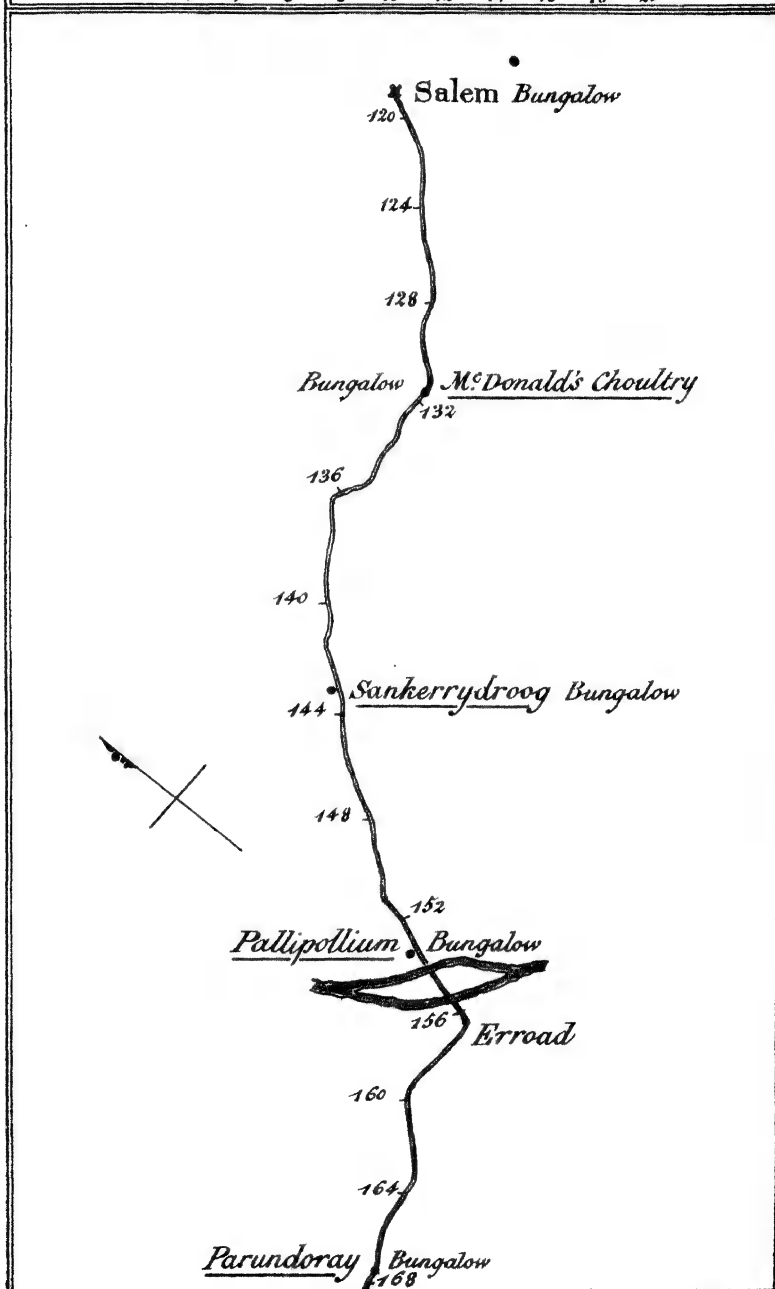 Salem Bungalow
120
124
128
Bungalow McDonald's Choultry
132
136
140
Sankerrydroog Bungalow
144
148
152
Pallipollium Bungalow
156
Erroad
160
164
Parundoray Bungalow
168